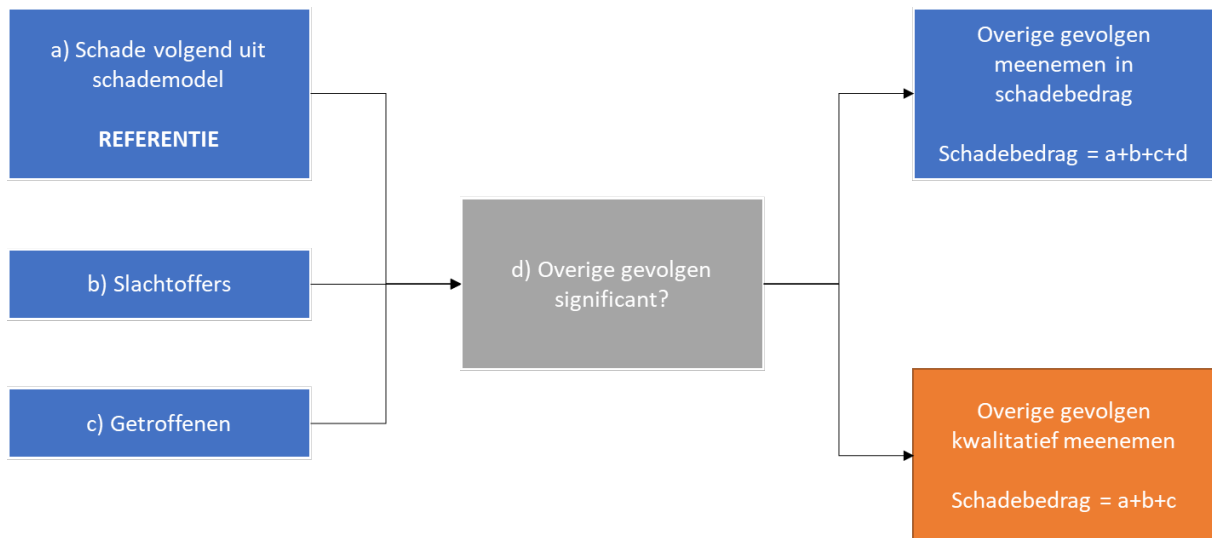 a) Schade volgend uit
schademodel
REFERENTIE
b) Slachtoffers
c) Getroffenen
d) Overige gevolgen
significant?
Overige gevolgen
meenemen in
schadebedrag
Schadebedrag = a+b+c+d
Overige gevolgen
kwalitatief meenemen
Schadebedrag = a+b+c